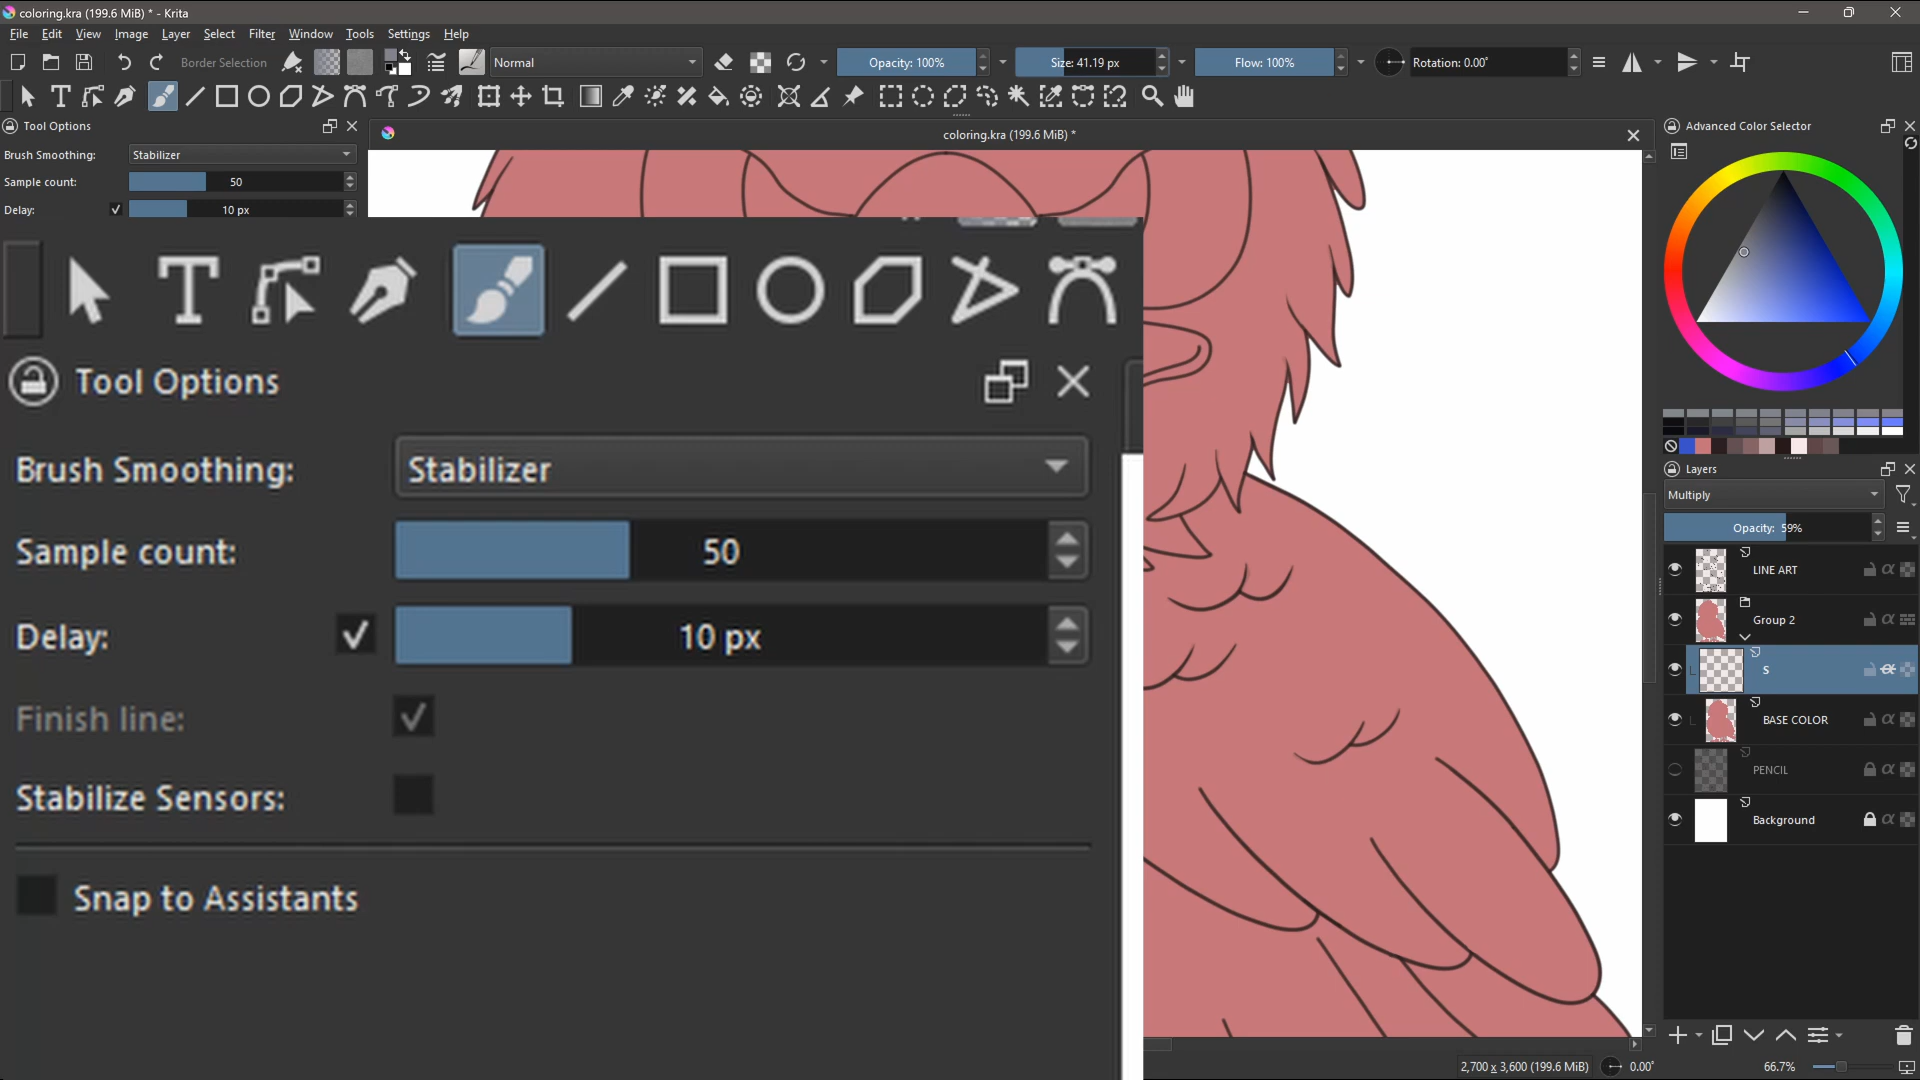 coloring.kra (199.6 MiB) * - Krita
File Edit View Image Layer Select Filter Tools Settings Help
Border Selection
Normal
Opacity: 100%
Size: 41.19 px
Flow: 100%
Rotation: 0.00°
Tool Options
coloring.kra (199.6 MiB) *
Advanced Color Selector
Brush Smoothing: Stabilizer
Sample count: 50
Delay: 10 px
Tool Options
Brush Smoothing: Stabilizer
Sample count: 50
Delay: 10 px
Finish line:
Stabilize Sensors:
Snap to Assistants
Layers
Multiply
Opacity: 59%
LINE ART
Group 2
S
BASE COLOR
PENCIL
Background
2,700 x 3,600 (199.6 MiB)
0.00°
66.7%